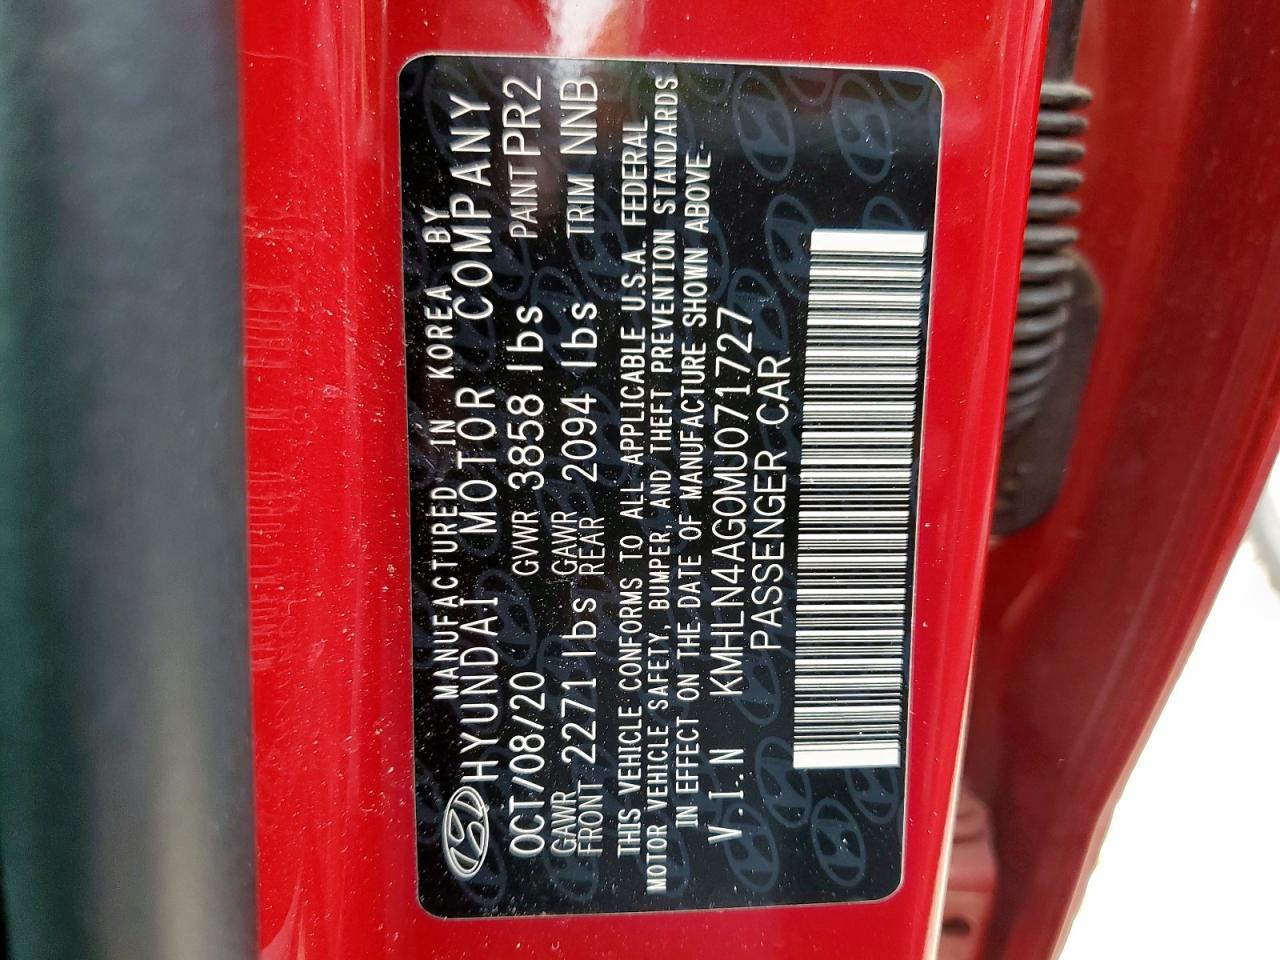 MANUFACTURED IN KOREA BY
HYUNDAI MOTOR COMPANY
OCT/08/20 GVWR 3858 lbs PAINT PR2
GAWR FRONT 2271 lbs GAWR REAR 2094 lbs TRIM NNB
THIS VEHICLE CONFORMS TO ALL APPLICABLE U.S.A. FEDERAL
MOTOR VEHICLE SAFETY, BUMPER, AND THEFT PREVENTION STANDARDS
IN EFFECT ON THE DATE OF MANUFACTURE SHOWN ABOVE
V.I.N KMHLN4AG0MU071727
PASSENGER CAR